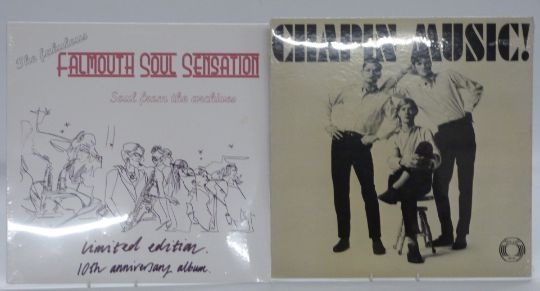 The fabulous
FALMOUTH SOUL SENSATION
Soul from the archives
Limited edition.
10th anniversary album.
CHAPIN MUSIC!